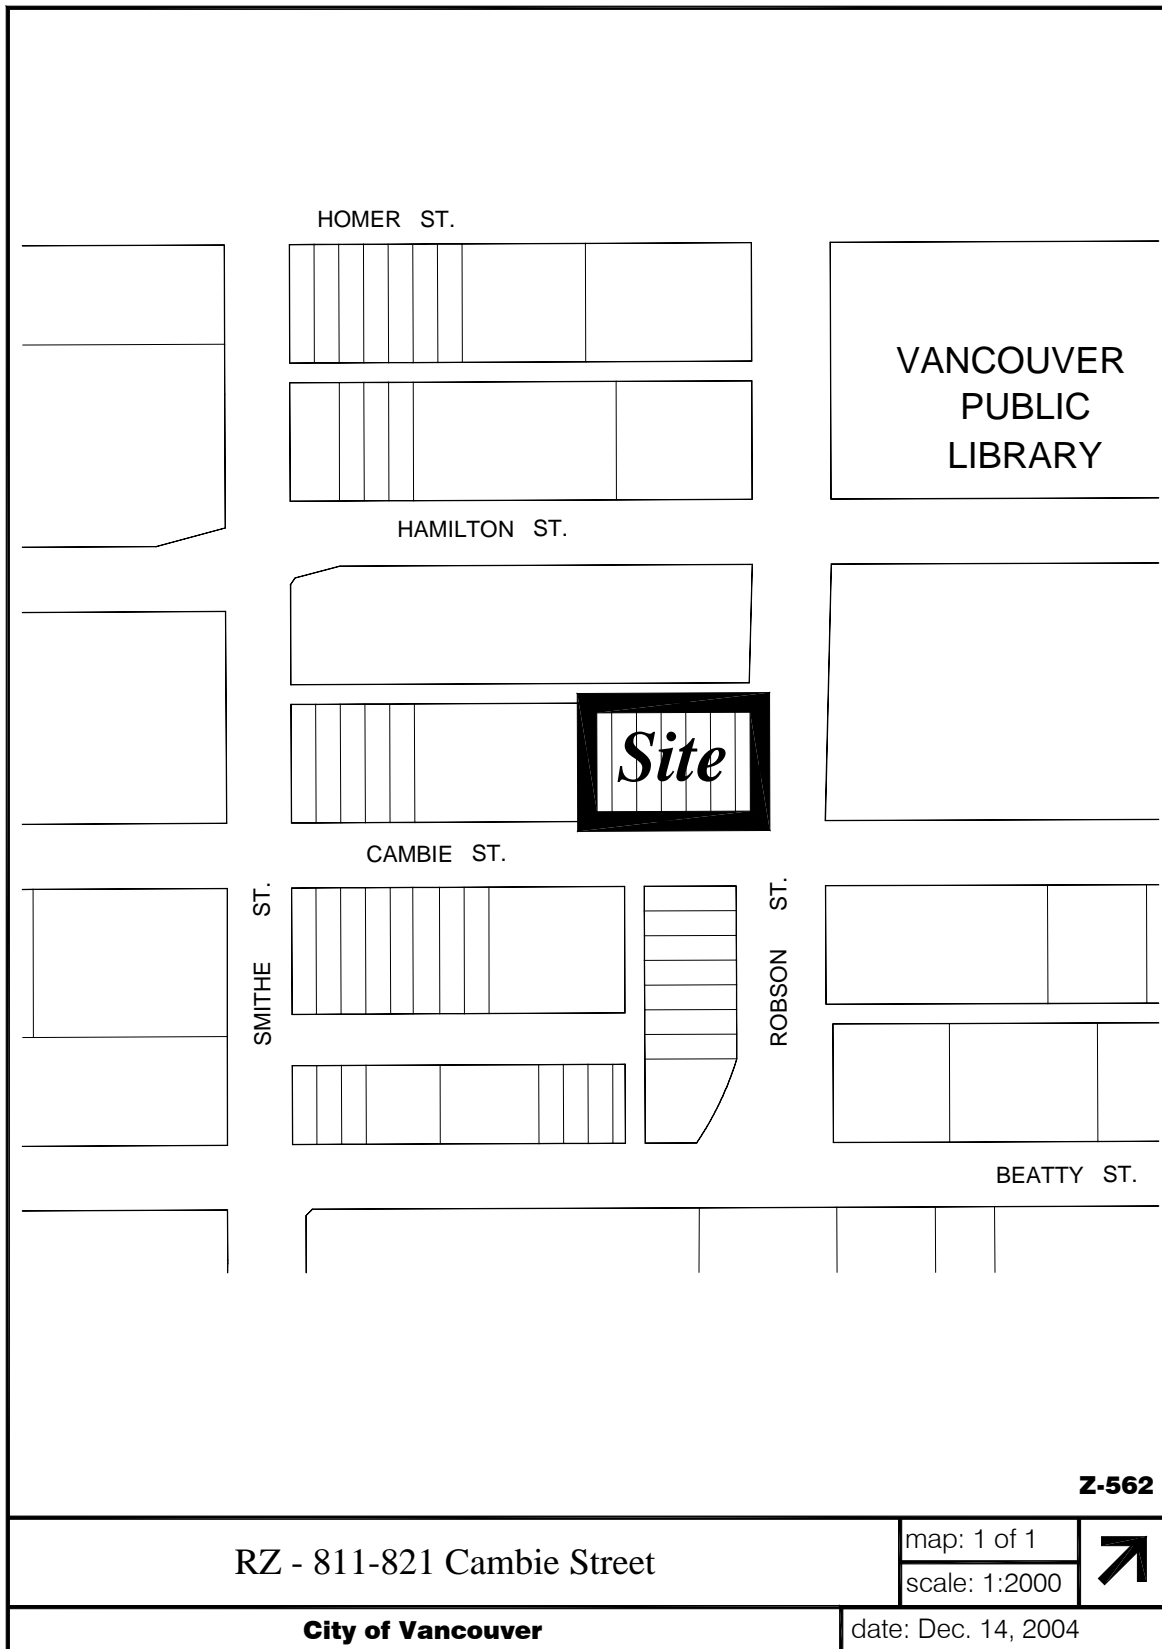 HOMER ST.
VANCOUVER
PUBLIC
LIBRARY
HAMILTON ST.
Site
CAMBIE ST.
SMITHE ST.
ROBSON ST.
BEATTY ST.
Z-562
RZ - 811-821 Cambie Street
map: 1 of 1
scale: 1:2000
City of Vancouver
date: Dec. 14, 2004